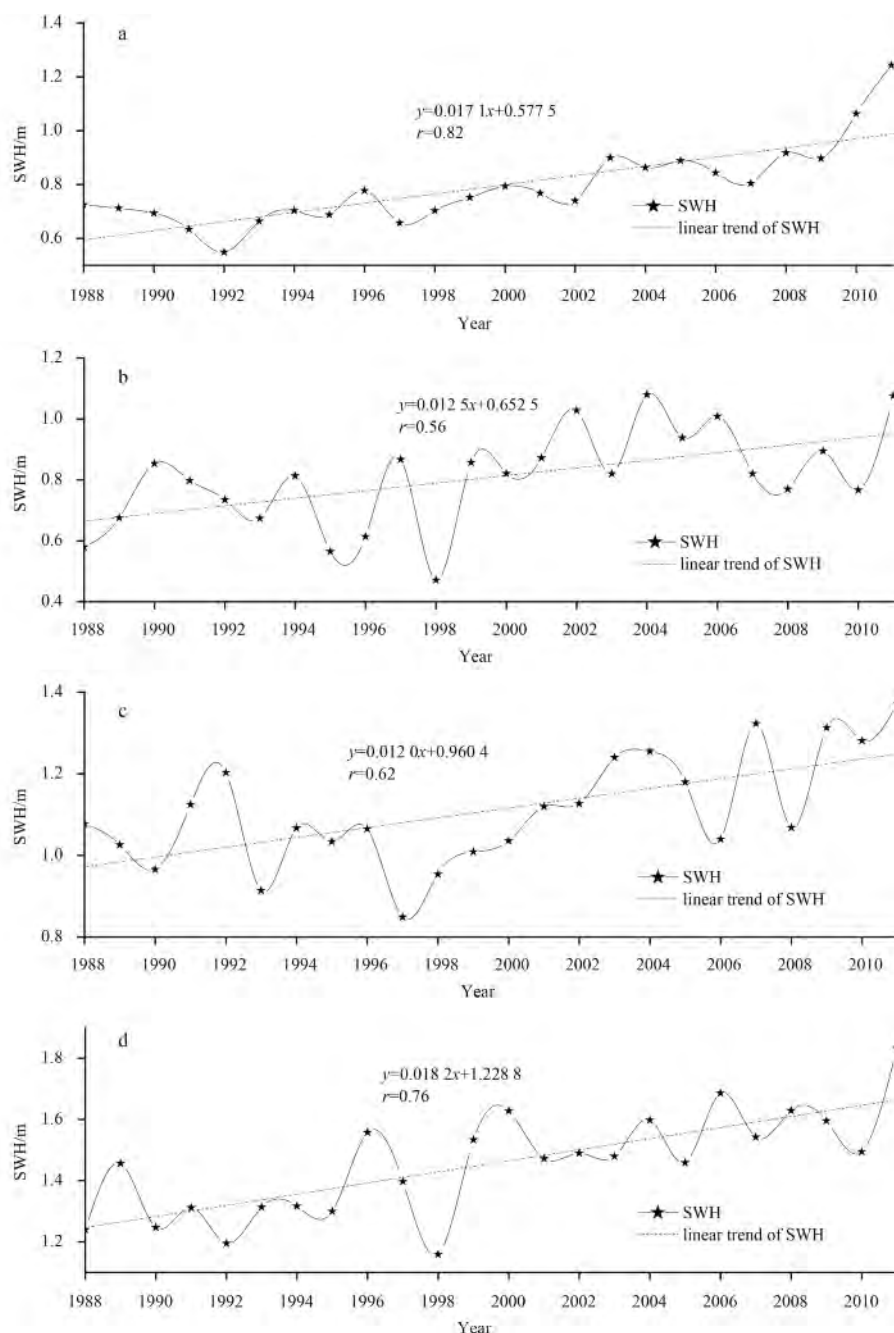 a
1.4
1.2
1.0
0.8
0.6
SWH/m
y=0.017 1x+0.577 5
r=0.82
SWH
linear trend of SWH
1988 1990 1992 1994 1996 1998 2000 2002 2004 2006 2008 2010
Year
b
1.2
1.0
0.8
0.6
0.4
SWH/m
y=0.012 5x+0.652 5
r=0.56
SWH
linear trend of SWH
1988 1990 1992 1994 1996 1998 2000 2002 2004 2006 2008 2010
Year
c
1.4
1.2
1.0
0.8
SWH/m
y=0.012 0x+0.960 4
r=0.62
SWH
linear trend of SWH
1988 1990 1992 1994 1996 1998 2000 2002 2004 2006 2008 2010
Year
d
1.8
1.6
1.4
1.2
SWH/m
y=0.018 2x+1.228 8
r=0.76
SWH
linear trend of SWH
1988 1990 1992 1994 1996 1998 2000 2002 2004 2006 2008 2010
Year